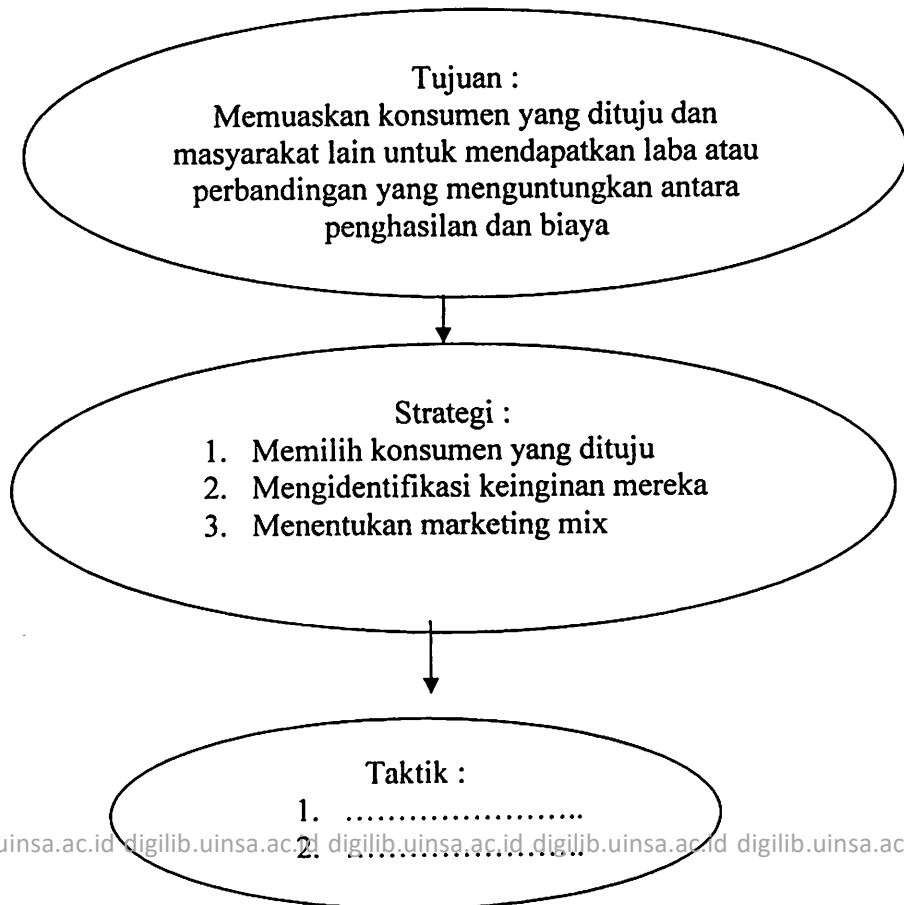 Tujuan :
Memuaskan konsumen yang dituju dan
masyarakat lain untuk mendapatkan laba atau
perbandingan yang menguntungkan antara
penghasilan dan biaya
Strategi :
1. Memilih konsumen yang dituju
2. Mengidentifikasi keinginan mereka
3. Menentukan marketing mix
Taktik :
1. ........................
2. ........................
uinsa.ac.id digilib.uinsa.ac.id digilib.uinsa.ac.id digilib.uinsa.ac.id digilib.uinsa.ac